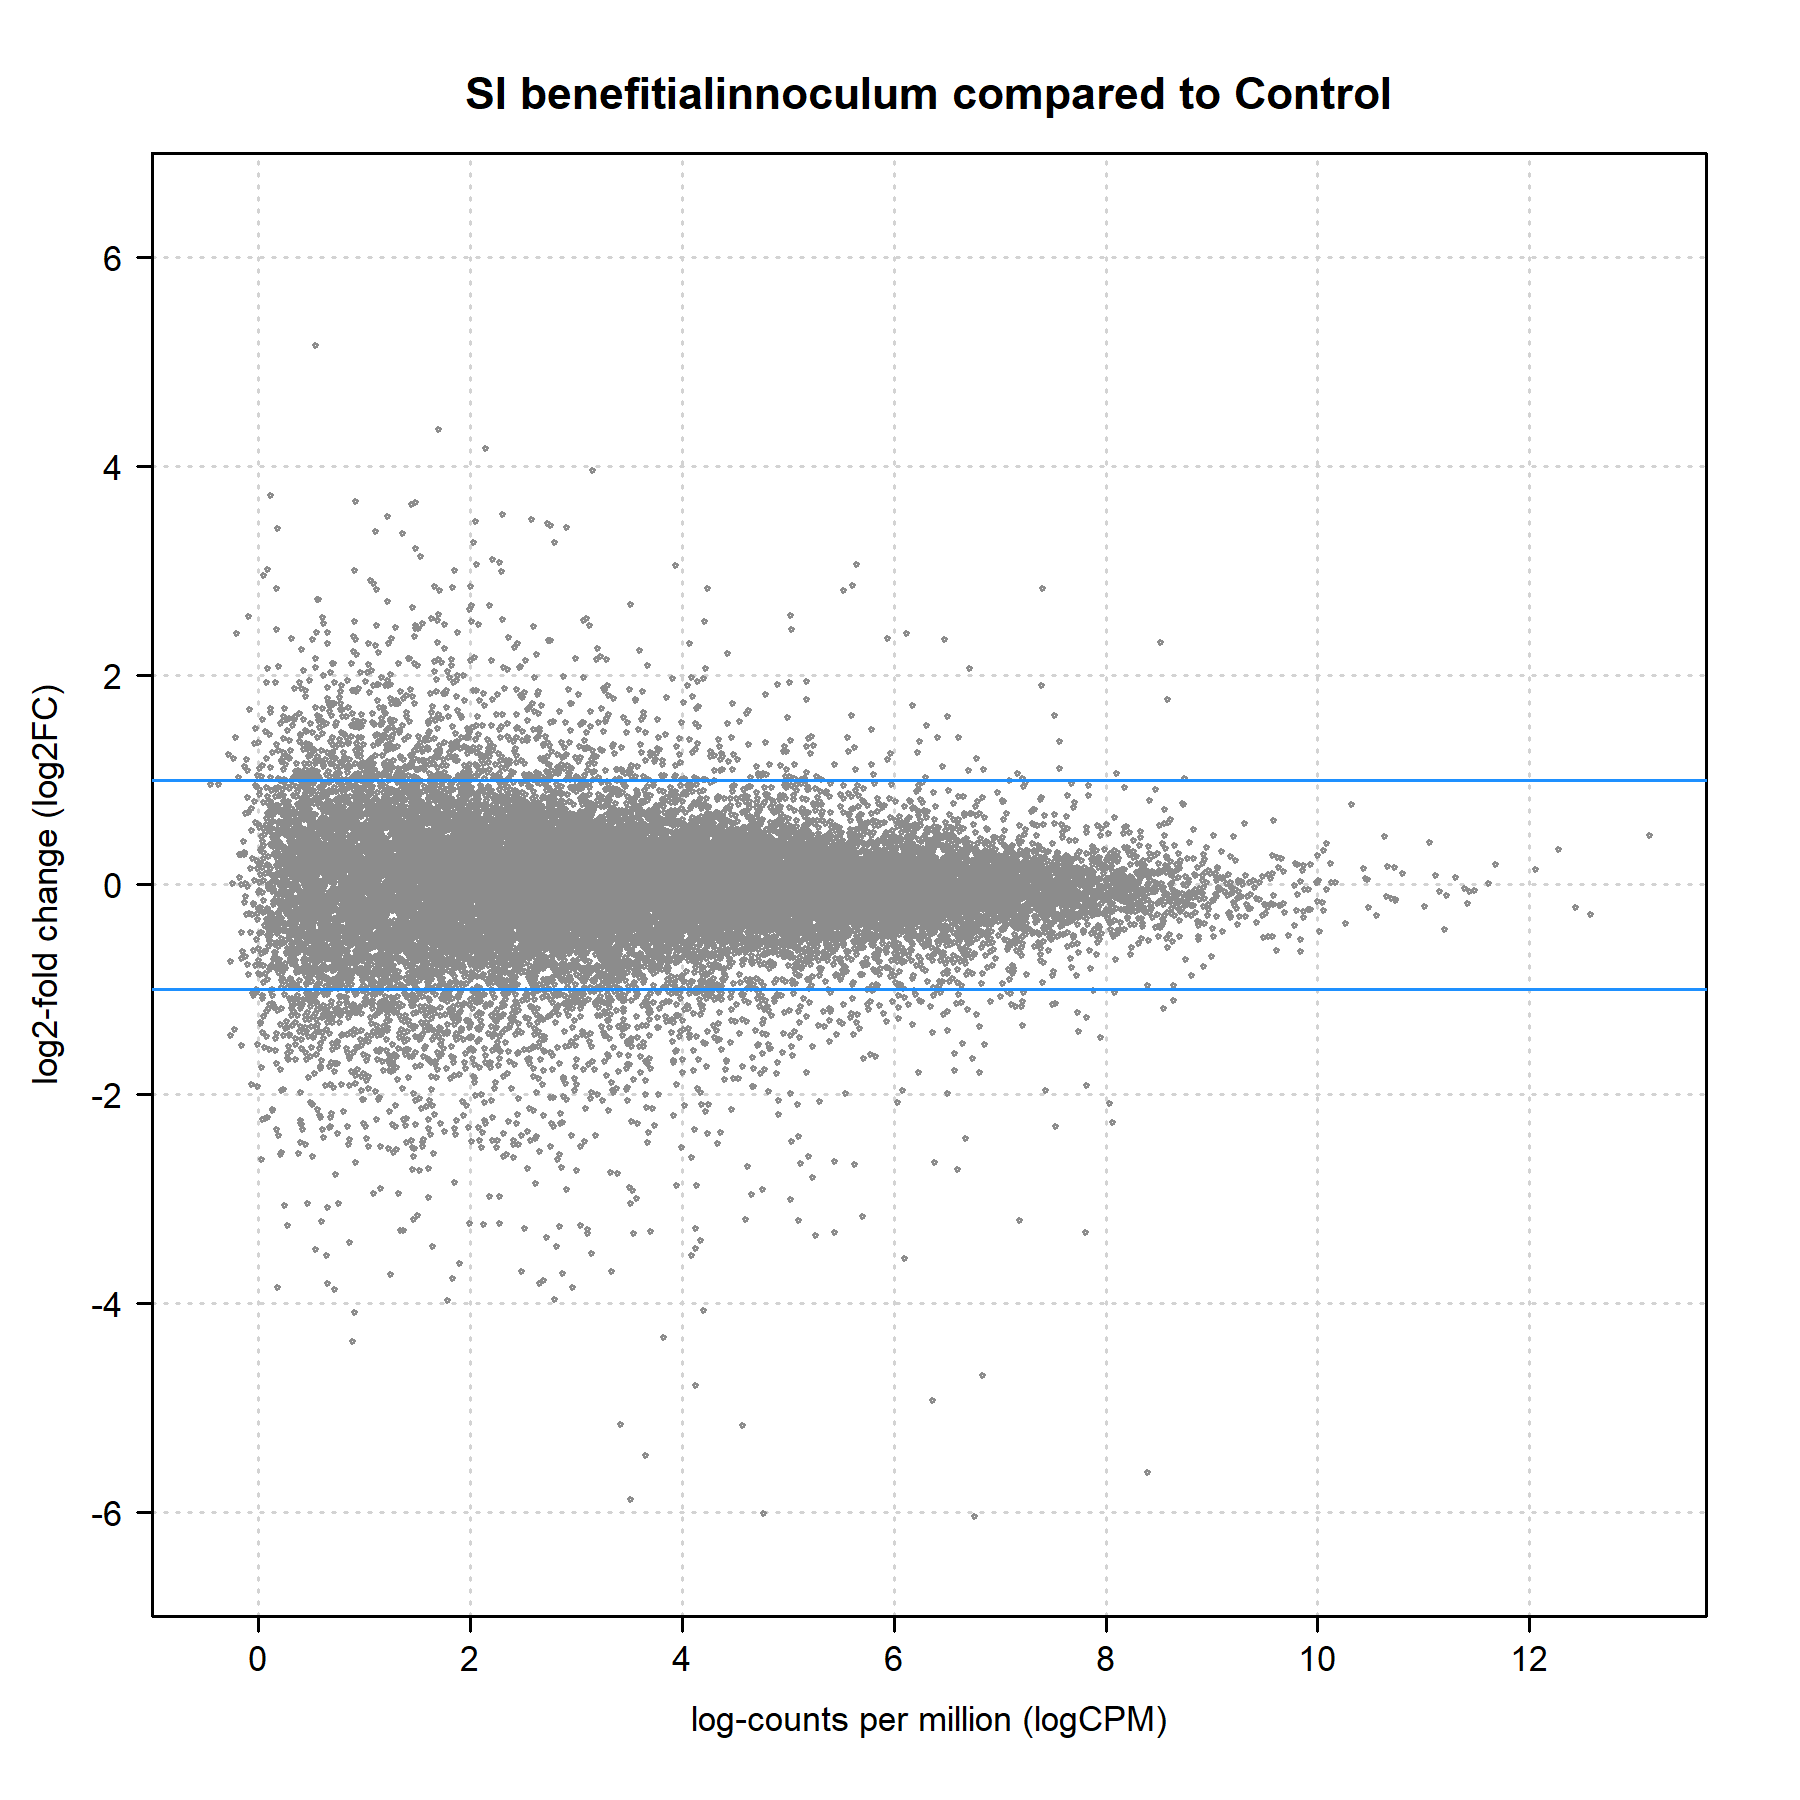 SI benefitialinnoculum compared to Control
6
4
2
0
-2
-4
-6
log2-fold change (log2FC)
0 2 4 6 8 10 12
log-counts per million (logCPM)